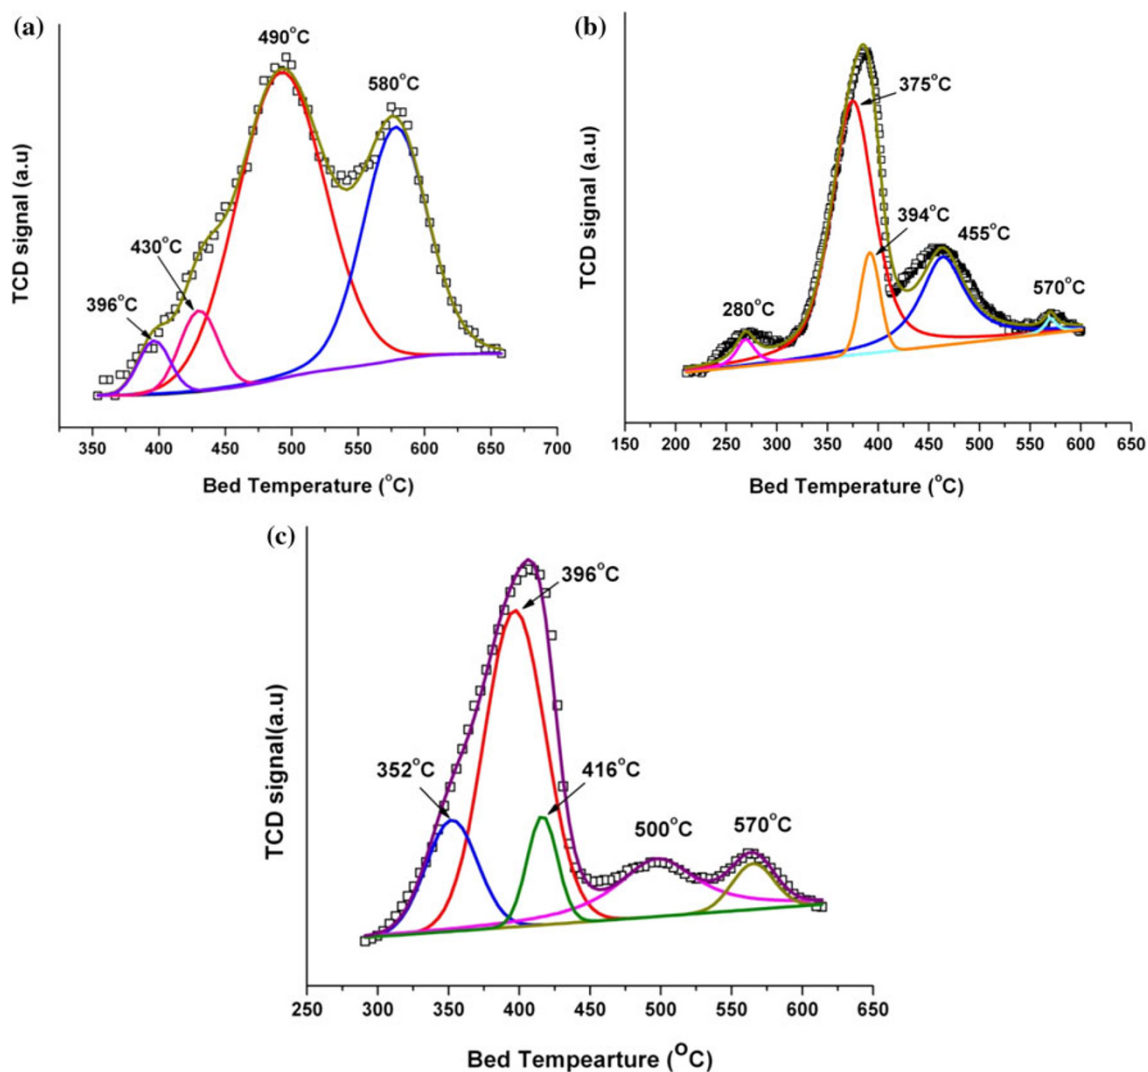 (a)
490°C
580°C
430°C
396°C
TCD signal (a.u)
350 400 450 500 550 600 650 700
Bed Temperature (°C)
(b)
375°C
394°C
455°C
280°C
570°C
TCD signal (a.u)
150 200 250 300 350 400 450 500 550 600 650
Bed Temperature (°C)
(c)
396°C
352°C
416°C
500°C
570°C
TCD signal(a.u)
250 300 350 400 450 500 550 600 650
Bed Tempearture (°C)